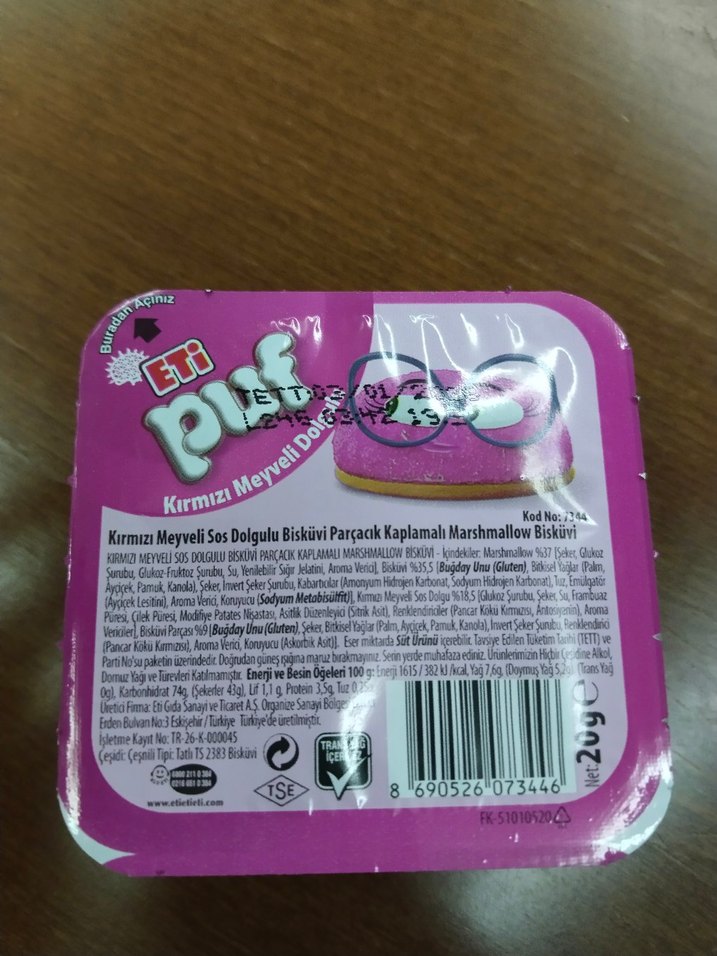 Buradan Açınız
ETi
puf
Kırmızı Meyveli Dolgulu
TETT:03/01/
L246 03:42 19:
Kod No: 7344
Kırmızı Meyveli Sos Dolgulu Bisküvi Parçacık Kaplamalı Marshmallow Bisküvi
KIRMIZI MEYVELİ SOS DOLGULU BİSKÜVİ PARÇACIK KAPLAMALI MARSHMALLOW BİSKÜVİ - İçindekiler: Marshmallow %37 [Şeker, Glukoz
Şurubu, Glukoz-Fruktoz Şurubu, Su, Yenilebilir Sığır Jelatini, Aroma Verici], Bisküvi %35,5 [Buğday Unu (Gluten), Bitkisel Yağlar (Palm,
Ayçiçek, Pamuk, Kanola), Şeker, İnvert Şeker Şurubu, Kabartıcılar (Amonyum Hidrojen Karbonat, Sodyum Hidrojen Karbonat), Tuz, Emülgatör
(Ayçiçek Lesitini), Aroma Verici, Koruyucu (Sodyum Metabisülfit)], Kırmızı Meyveli Sos Dolgu %18,5 [Glukoz Şurubu, Şeker, Su, Frambuaz
Püresi, Çilek Püresi, Modifiye Patates Nişastası, Asitlik Düzenleyici (Sitrik Asit), Renklendiriciler (Pancar Kökü Kırmızısı, Antosiyanin), Aroma
Vericiler], Bisküvi Parçası %9 [Buğday Unu (Gluten), Şeker, Bitkisel Yağlar (Palm, Ayçiçek, Pamuk, Kanola), İnvert Şeker Şurubu, Renklendirici
(Pancar Kökü Kırmızısı), Aroma Verici, Koruyucu (Askorbik Asit)]. Eser miktarda Süt Ürünü içerebilir. Tavsiye Edilen Tüketim Tarihi (TETT) ve
Parti No'su paketin üzerindedir. Doğrudan güneş ışığına maruz bırakmayınız. Serin yerde muhafaza ediniz. Ürünlerimizin Hiçbir Çeşidine Alkol,
Domuz Yağı ve Türevleri Katılmamıştır. Enerji ve Besin Öğeleri 100 g: Enerji 1615 / 382 kJ /kcal, Yağ 7,6g, (Doymuş Yağ 5,2g), (Trans Yağ
0g), Karbonhidrat 74g, (Şekerler 43g), Lif 1,1 g, Protein 3,5g, Tuz
Üretici Firma: Eti Gıda Sanayi ve Ticaret A.Ş. Organize Sanayi Bölgesi
Erden Bulvarı No:3 Eskişehir / Türkiye Türkiye'de üretilmiştir.
İşletme Kayıt No: TR-26-K-000045
Çeşidi: Çeşnili Tipi: Tatlı TS 2383 Bisküvi
TRANS YAĞ
İÇERMEZ
TSE
www.etietieti.com
8 690526 073446
Net: 20g e
FK-51010520